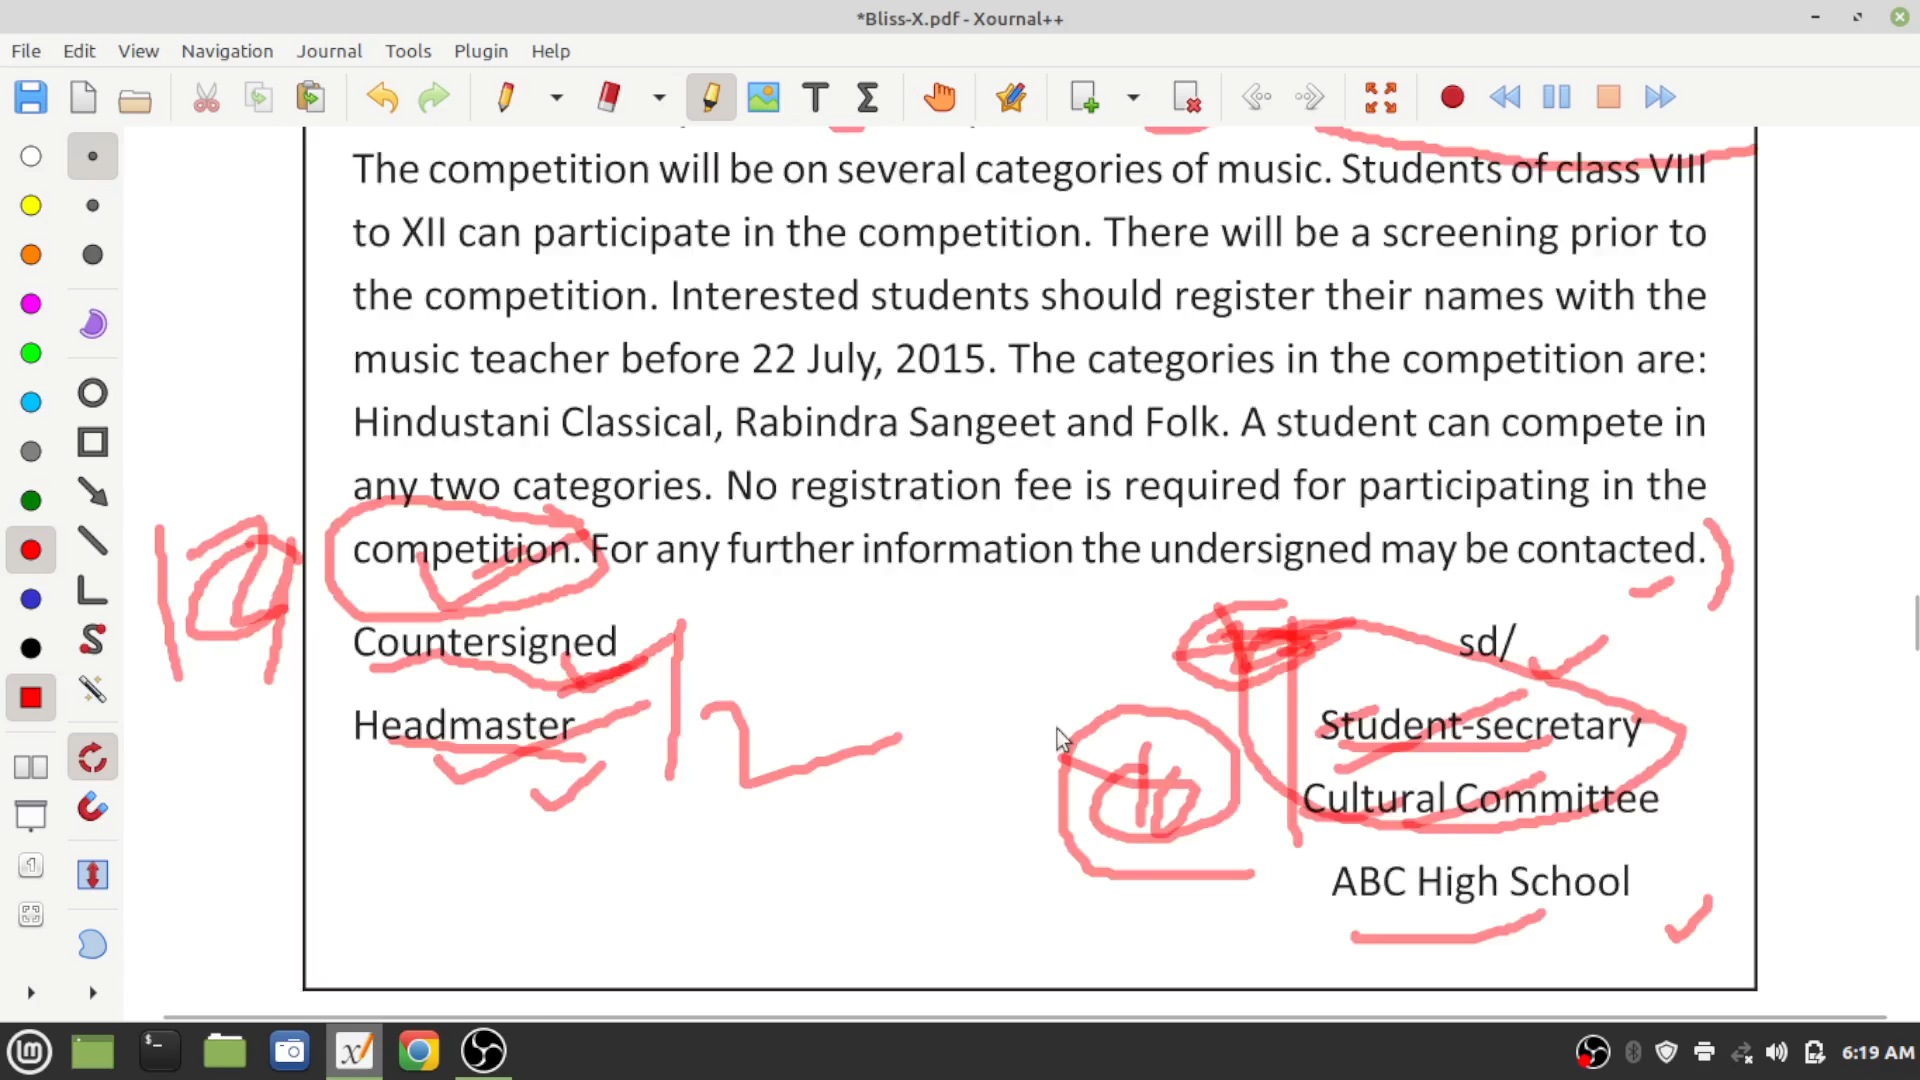 *Bliss-X.pdf - Xournal++
File Edit View Navigation Journal Tools Plugin Help
The competition will be on several categories of music. Students of class VIII
to XII can participate in the competition. There will be a screening prior to
the competition. Interested students should register their names with the
music teacher before 22 July, 2015. The categories in the competition are:
Hindustani Classical, Rabindra Sangeet and Folk. A student can compete in
any two categories. No registration fee is required for participating in the
competition. For any further information the undersigned may be contacted.
Countersigned sd/
Headmaster Student-secretary
Cultural Committee
ABC High School
6:19 AM